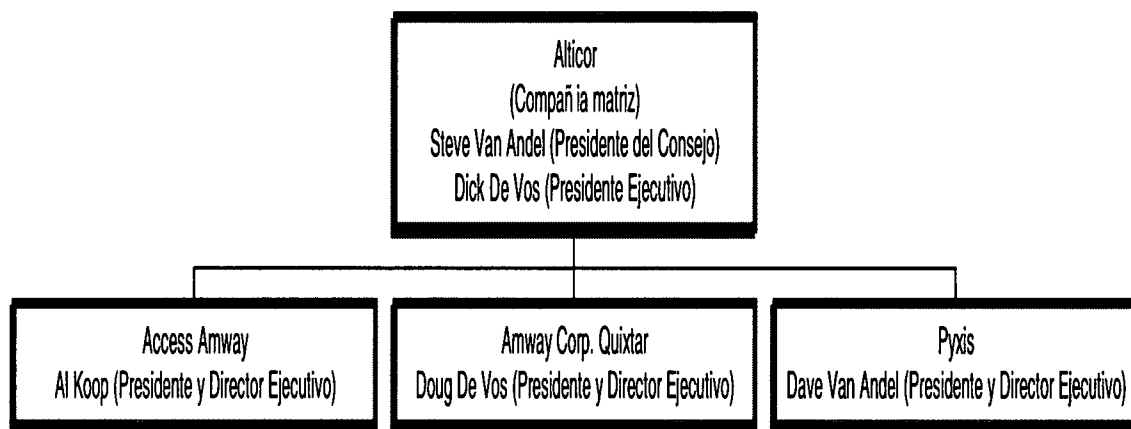 Alticor
(Compañ ia matriz)
Steve Van Andel (Presidente del Consejo)
Dick De Vos (Presidente Ejecutivo)
Access Amway
Al Koop (Presidente y Director Ejecutivo)
Amway Corp. Quixtar
Doug De Vos (Presidente y Director Ejecutivo)
Pyxis
Dave Van Andel (Presidente y Director Ejecutivo)